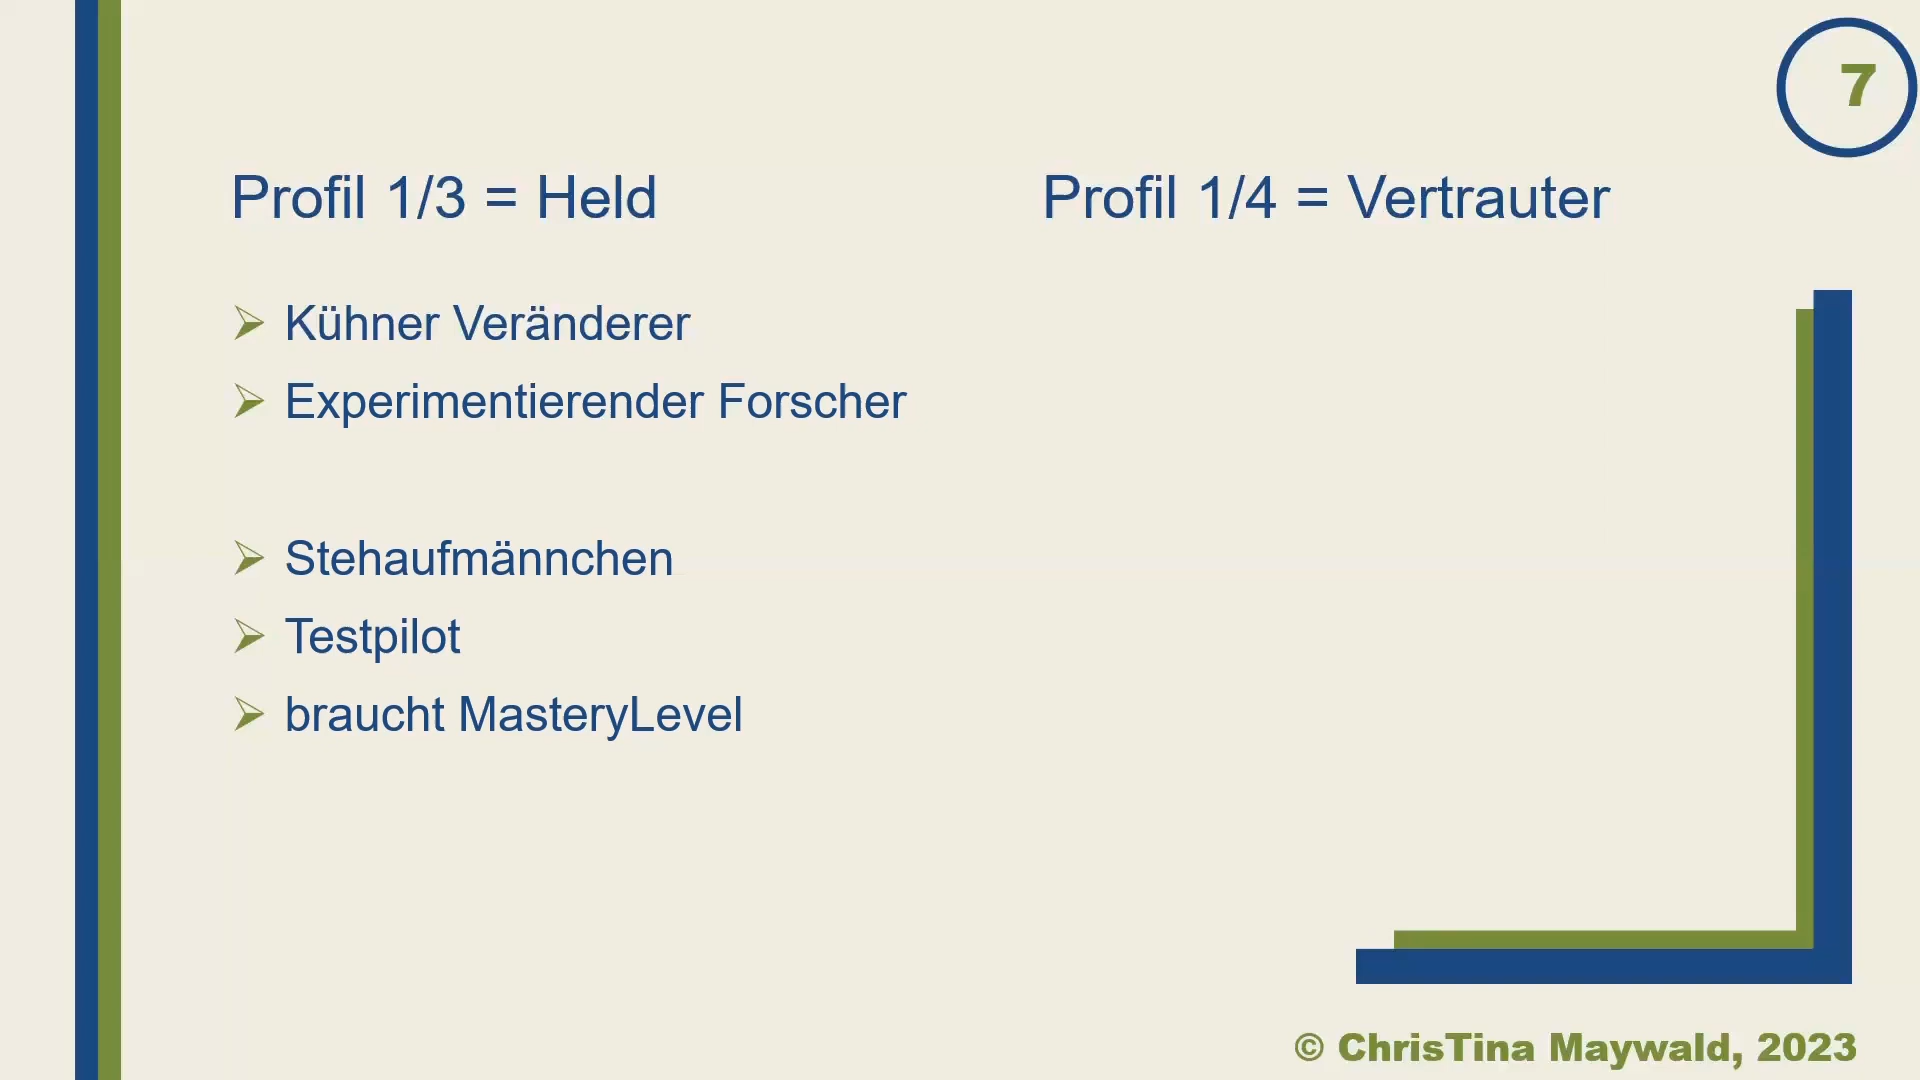 7
Profil 1/3 = Held
Kühner Veränderer
Experimentierender Forscher
Stehaufmännchen
Testpilot
braucht MasteryLevel
Profil 1/4 = Vertrauter
© ChrisTina Maywald, 2023